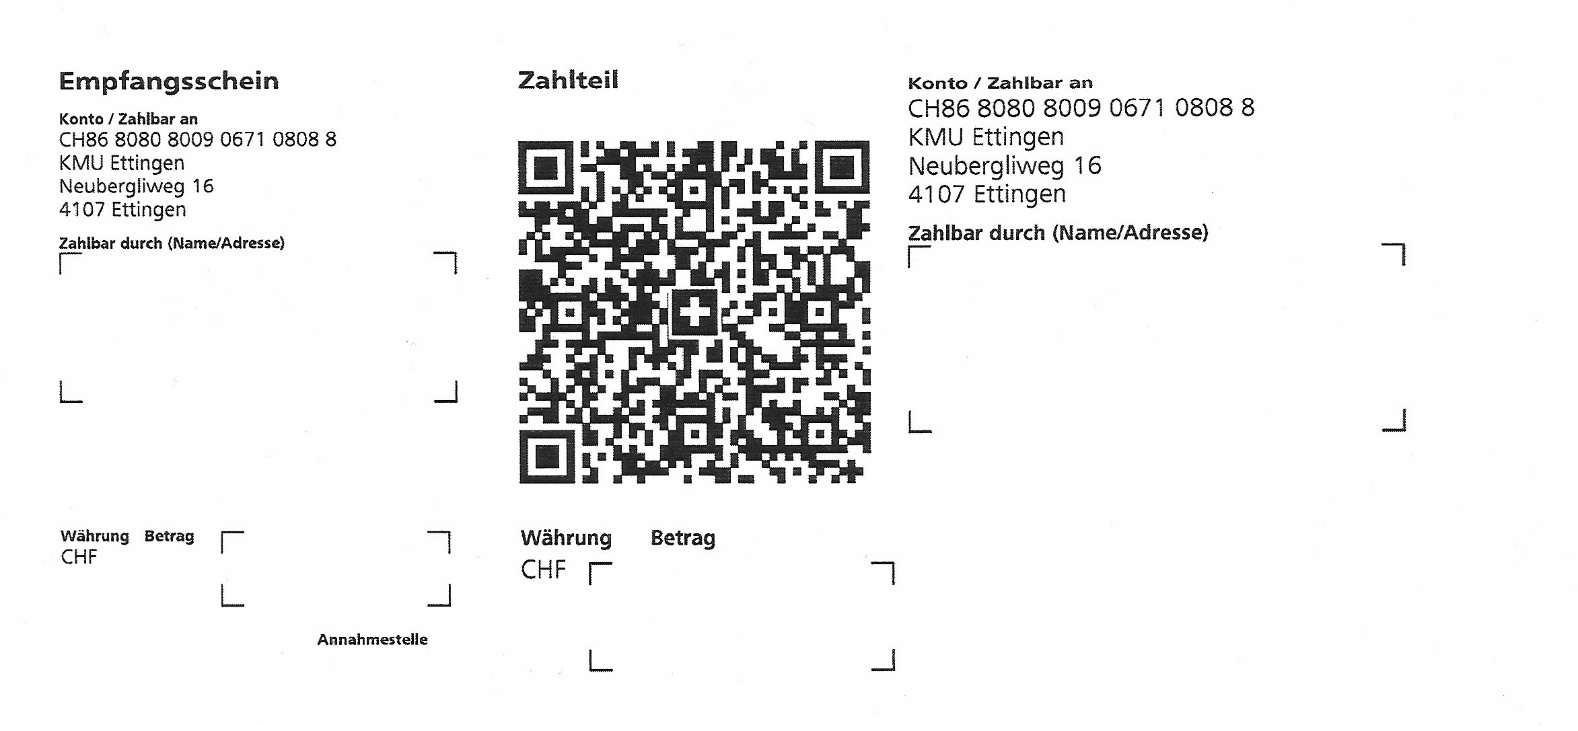 Empfangsschein
Konto / Zahlbar an
CH86 8080 8009 0671 0808 8
KMU Ettingen
Neubergliweg 16
4107 Ettingen
Zahlbar durch (Name/Adresse)
Währung Betrag
CHF
Annahmestelle
Zahlteil
Währung Betrag
CHF
Konto / Zahlbar an
CH86 8080 8009 0671 0808 8
KMU Ettingen
Neubergliweg 16
4107 Ettingen
Zahlbar durch (Name/Adresse)